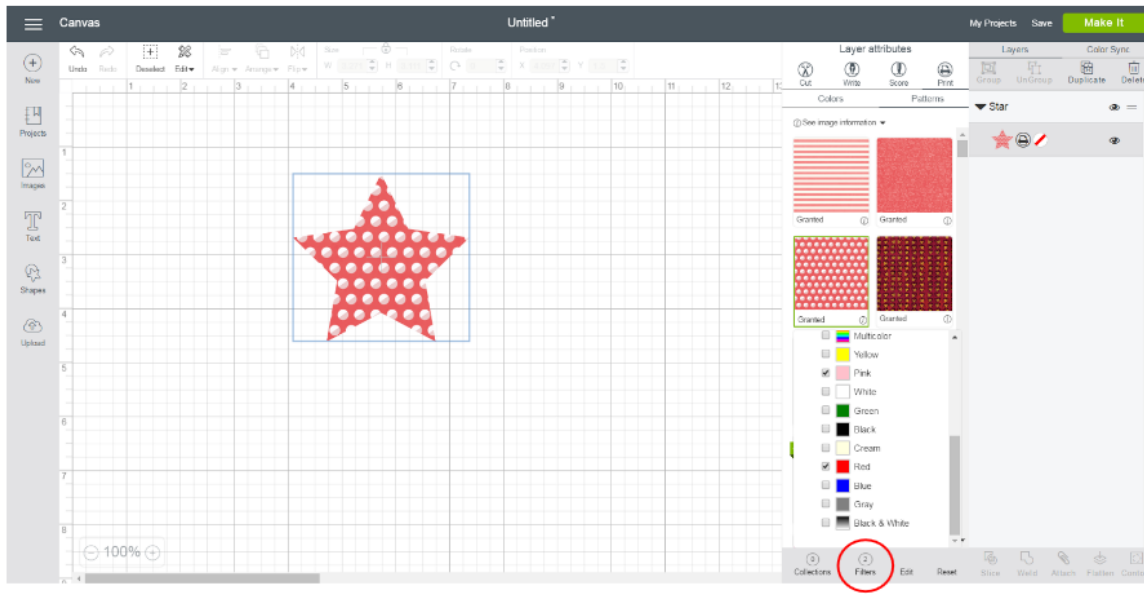 Canvas
Untitled *
My Projects Save Make It
New
Projects
Images
Text
Shapes
Upload
Undo Redo Deselect Edit Align Arrange Flip Size W H Rotate Position X Y
1 2 3 4 5 6 7 8 9 10 11 12
1
2
3
4
5
6
7
8
100%
Layer attributes
Cut Write Score Print
Colors Patterns
See image information
Granted Granted
Granted Granted
Multicolor
Yellow
Pink
White
Green
Black
Cream
Red
Blue
Gray
Black & White
0 2
Collections Filters Edit Reset
Layers Color Sync
Group UnGroup Duplicate
Star
Slice Weld Attach Flatten